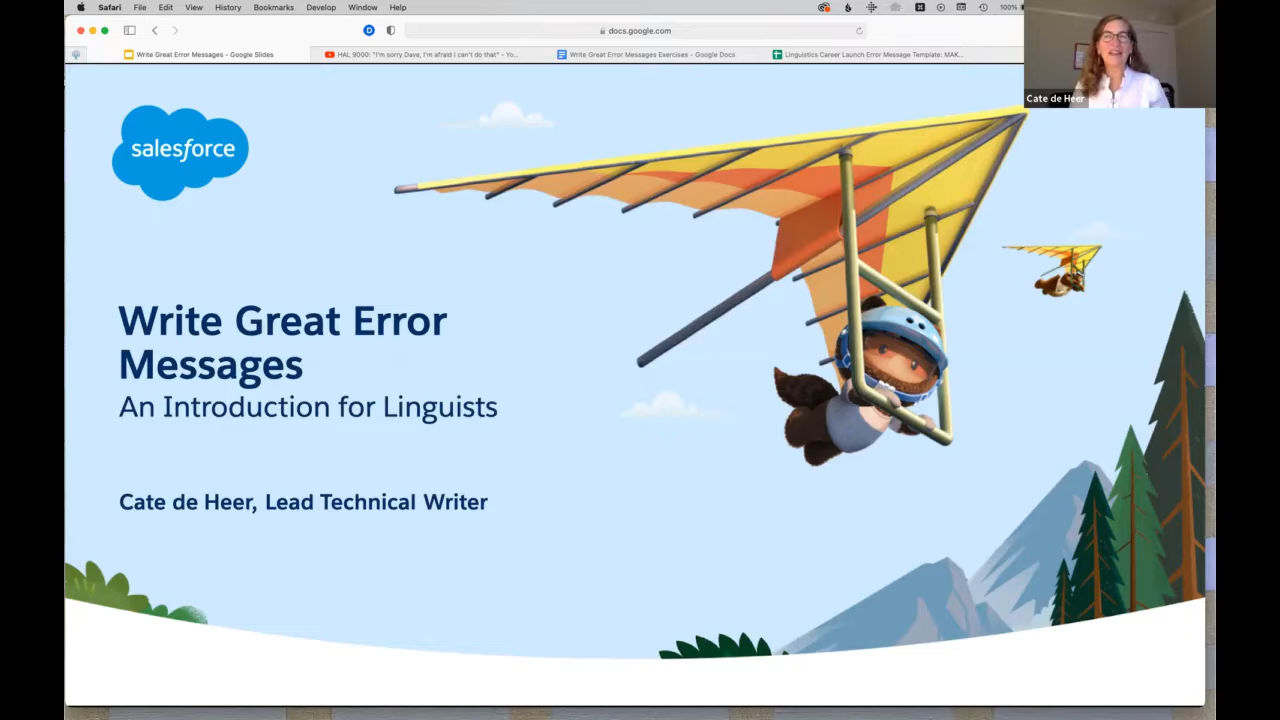 Safari File Edit View History Bookmarks Develop Window Help 100%
docs.google.com
Write Great Error Messages - Google Slides
HAL 9000: "I'm sorry Dave, I'm afraid I can't do that" - Yo...
Write Great Error Messages Exercises - Google Docs
Linguistics Career Launch Error Message Template: MAK...
Cate de Heer
salesforce
Write Great Error
Messages
An Introduction for Linguists
Cate de Heer, Lead Technical Writer